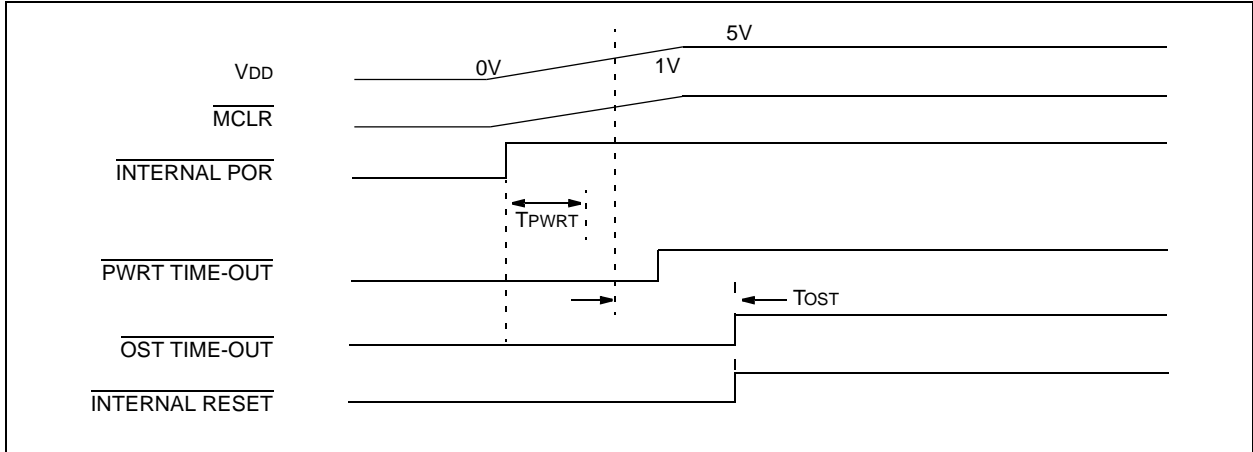 5V
VDD 0V 1V
MCLR
INTERNAL POR
TPWRT
PWRT TIME-OUT
TOST
OST TIME-OUT
INTERNAL RESET